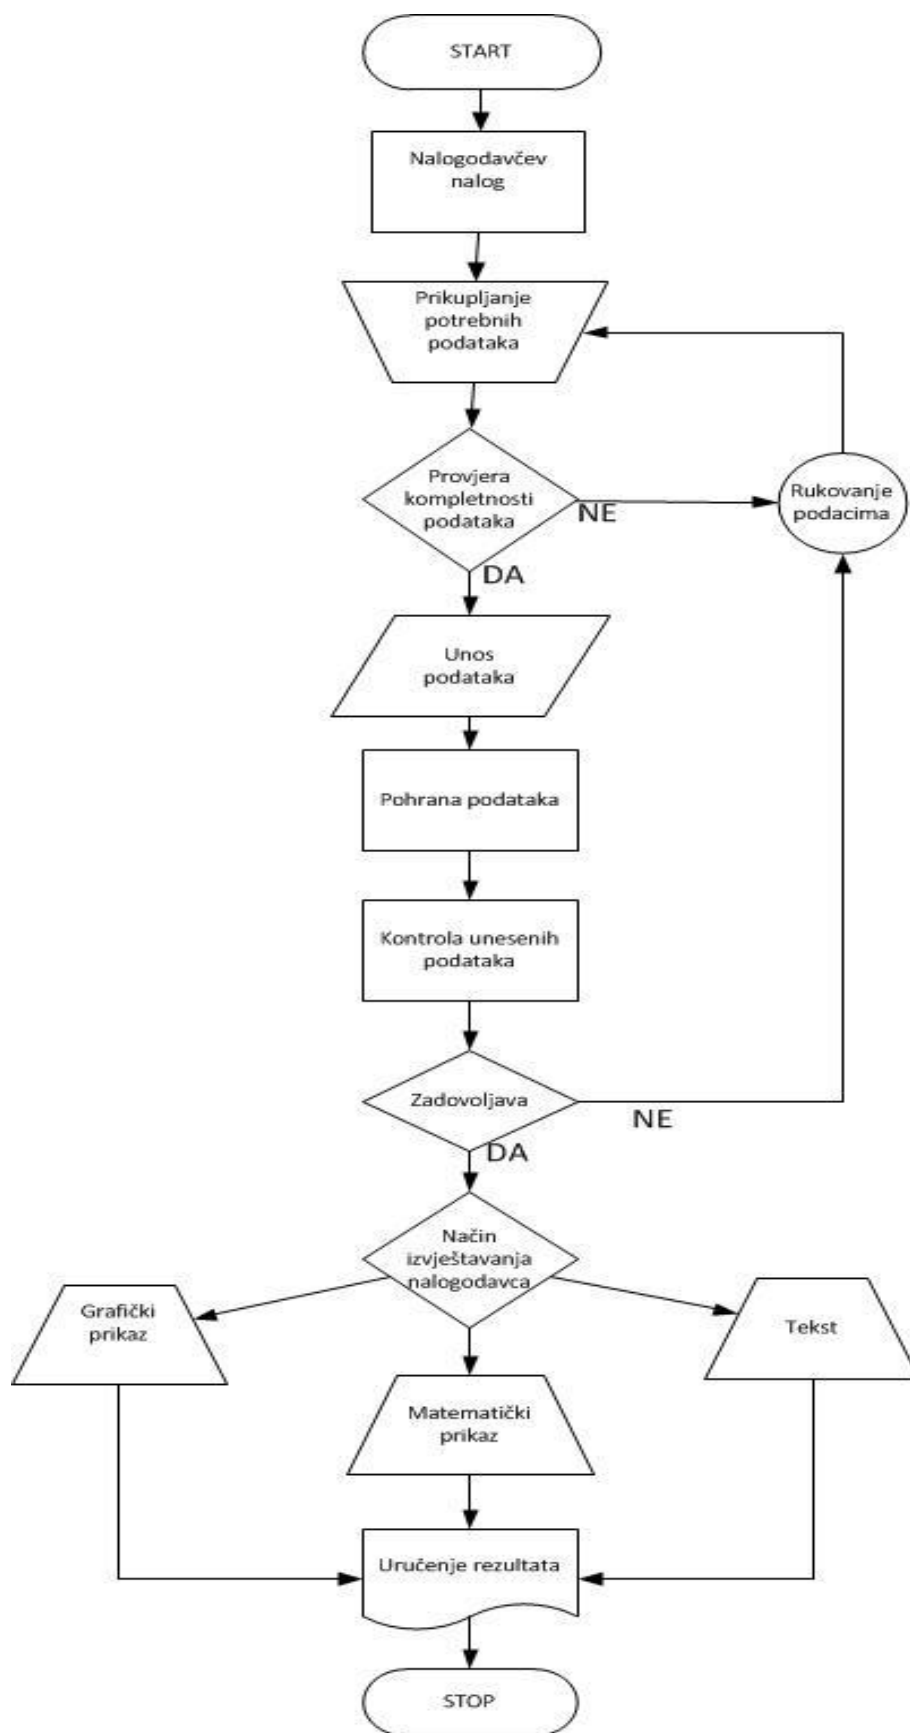 START
Nalogodavčev
nalog
Prikupljanje
potrebnih
podataka
Provjera
kompletnosti
podataka
NE
Rukovanje
podacima
DA
Unos
podataka
Pohrana podataka
Kontrola unesenih
podataka
Zadovoljava
NE
DA
Način
izvještavanja
nalogodavca
Grafički
prikaz
Tekst
Matematički
prikaz
Uručenje rezultata
STOP